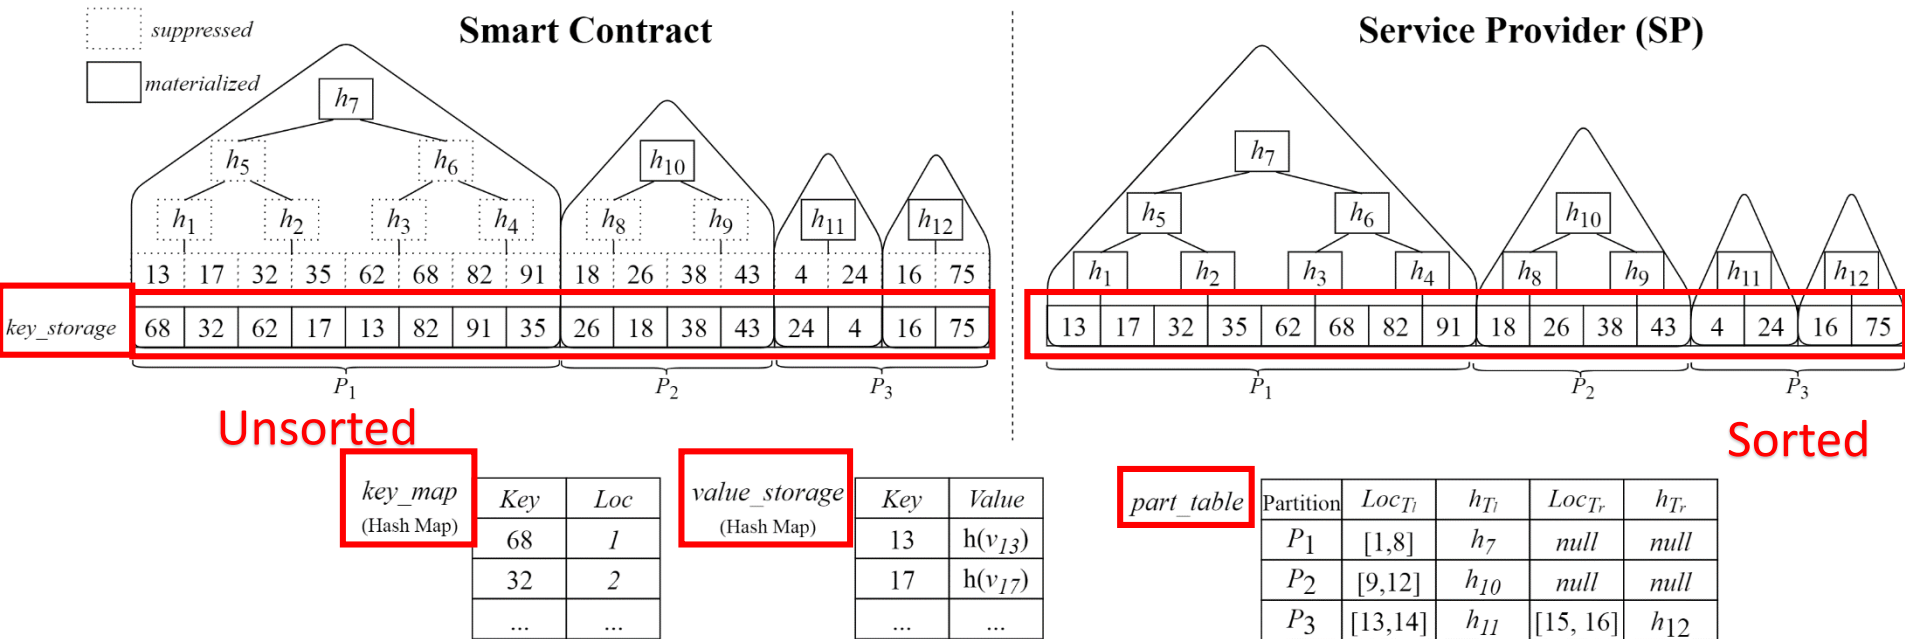 suppressed
materialized
Smart Contract
Service Provider (SP)
h7
h5 h6
h10
h1 h2 h3 h4 h8 h9 h11 h12
13 17 32 35 62 68 82 91 18 26 38 43 4 24 16 75
key_storage
68 32 62 17 13 82 91 35 26 18 38 43 24 4 16 75
P1 P2 P3
Unsorted
h7
h5 h6 h10
h1 h2 h3 h4 h8 h9 h11 h12
13 17 32 35 62 68 82 91 18 26 38 43 4 24 16 75
P1 P2 P3
Sorted
key_map
(Hash Map)
Key Loc
68 1
32 2
... ...
value_storage
(Hash Map)
Key Value
13 h(v13)
17 h(v17)
... ...
part_table
Partition LocTl hTl LocTr hTr
P1 [1,8] h7 null null
P2 [9,12] h10 null null
P3 [13,14] h11 [15, 16] h12